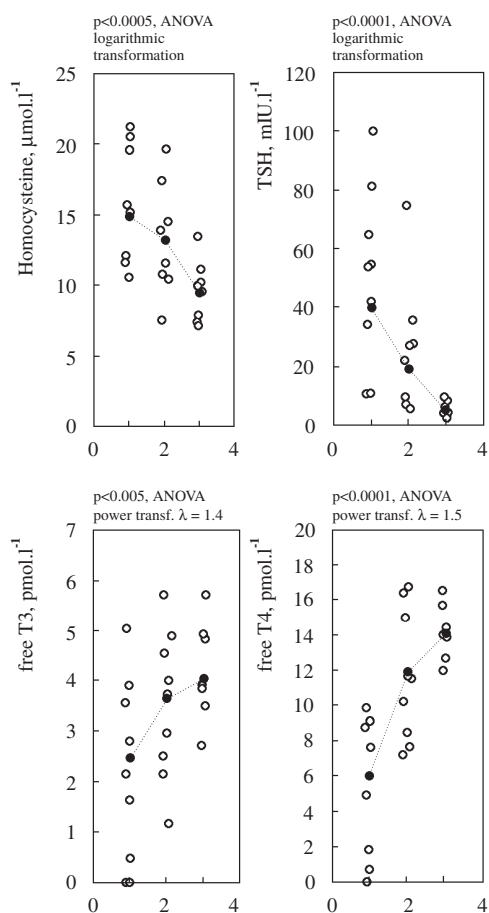 p<0.0005, ANOVA
logarithmic
transformation
Homocysteine, μmol.l⁻¹
25
20
15
10
5
0
0 2 4
p<0.0001, ANOVA
logarithmic
transformation
TSH, mIU.l⁻¹
120
100
80
60
40
20
0
0 2 4
p<0.005, ANOVA
power transf. λ = 1.4
free T3, pmol.l⁻¹
7
6
5
4
3
2
1
0
0 2 4
p<0.0001, ANOVA
power transf. λ = 1.5
free T4, pmol.l⁻¹
20
18
16
14
12
10
8
6
4
2
0
0 2 4